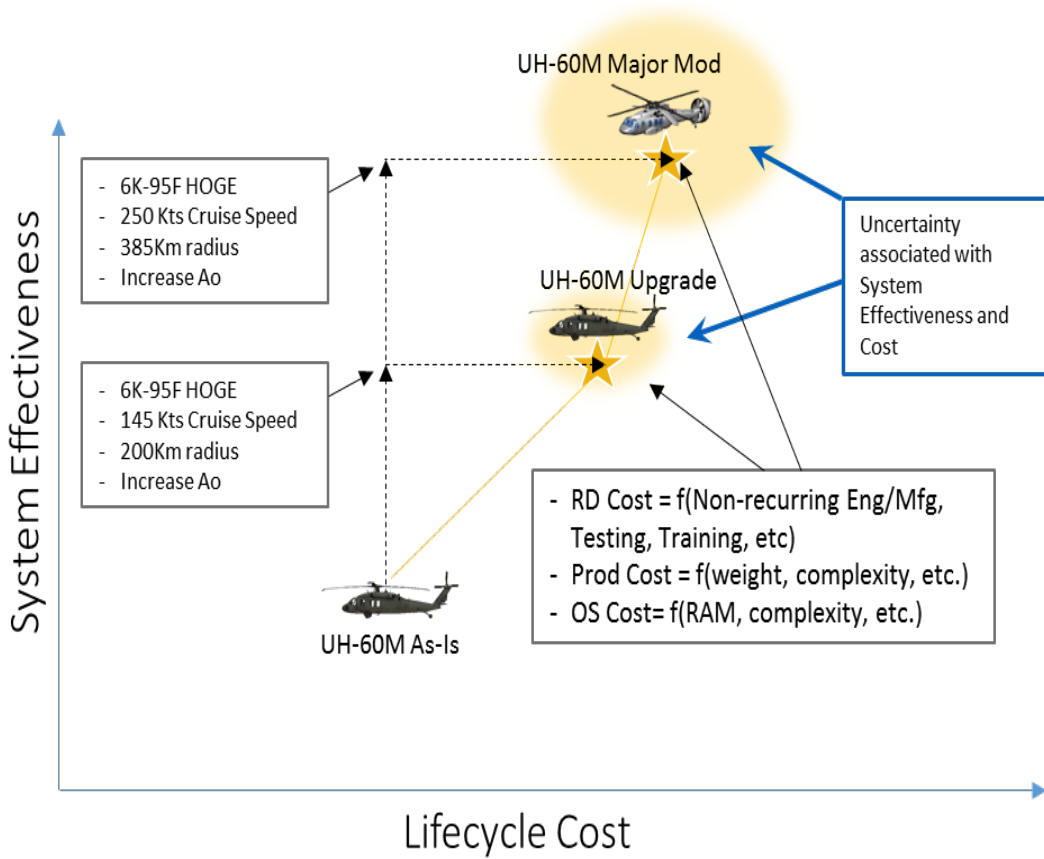 UH-60M Major Mod
- 6K-95F HOGE
- 250 Kts Cruise Speed
- 385Km radius
- Increase Ao
Uncertainty
associated with
System
Effectiveness and
Cost
UH-60M Upgrade
- 6K-95F HOGE
- 145 Kts Cruise Speed
- 200Km radius
- Increase Ao
- RD Cost = f(Non-recurring Eng/Mfg,
Testing, Training, etc)
- Prod Cost = f(weight, complexity, etc.)
- OS Cost= f(RAM, complexity, etc.)
UH-60M As-Is
System Effectiveness
Lifecycle Cost